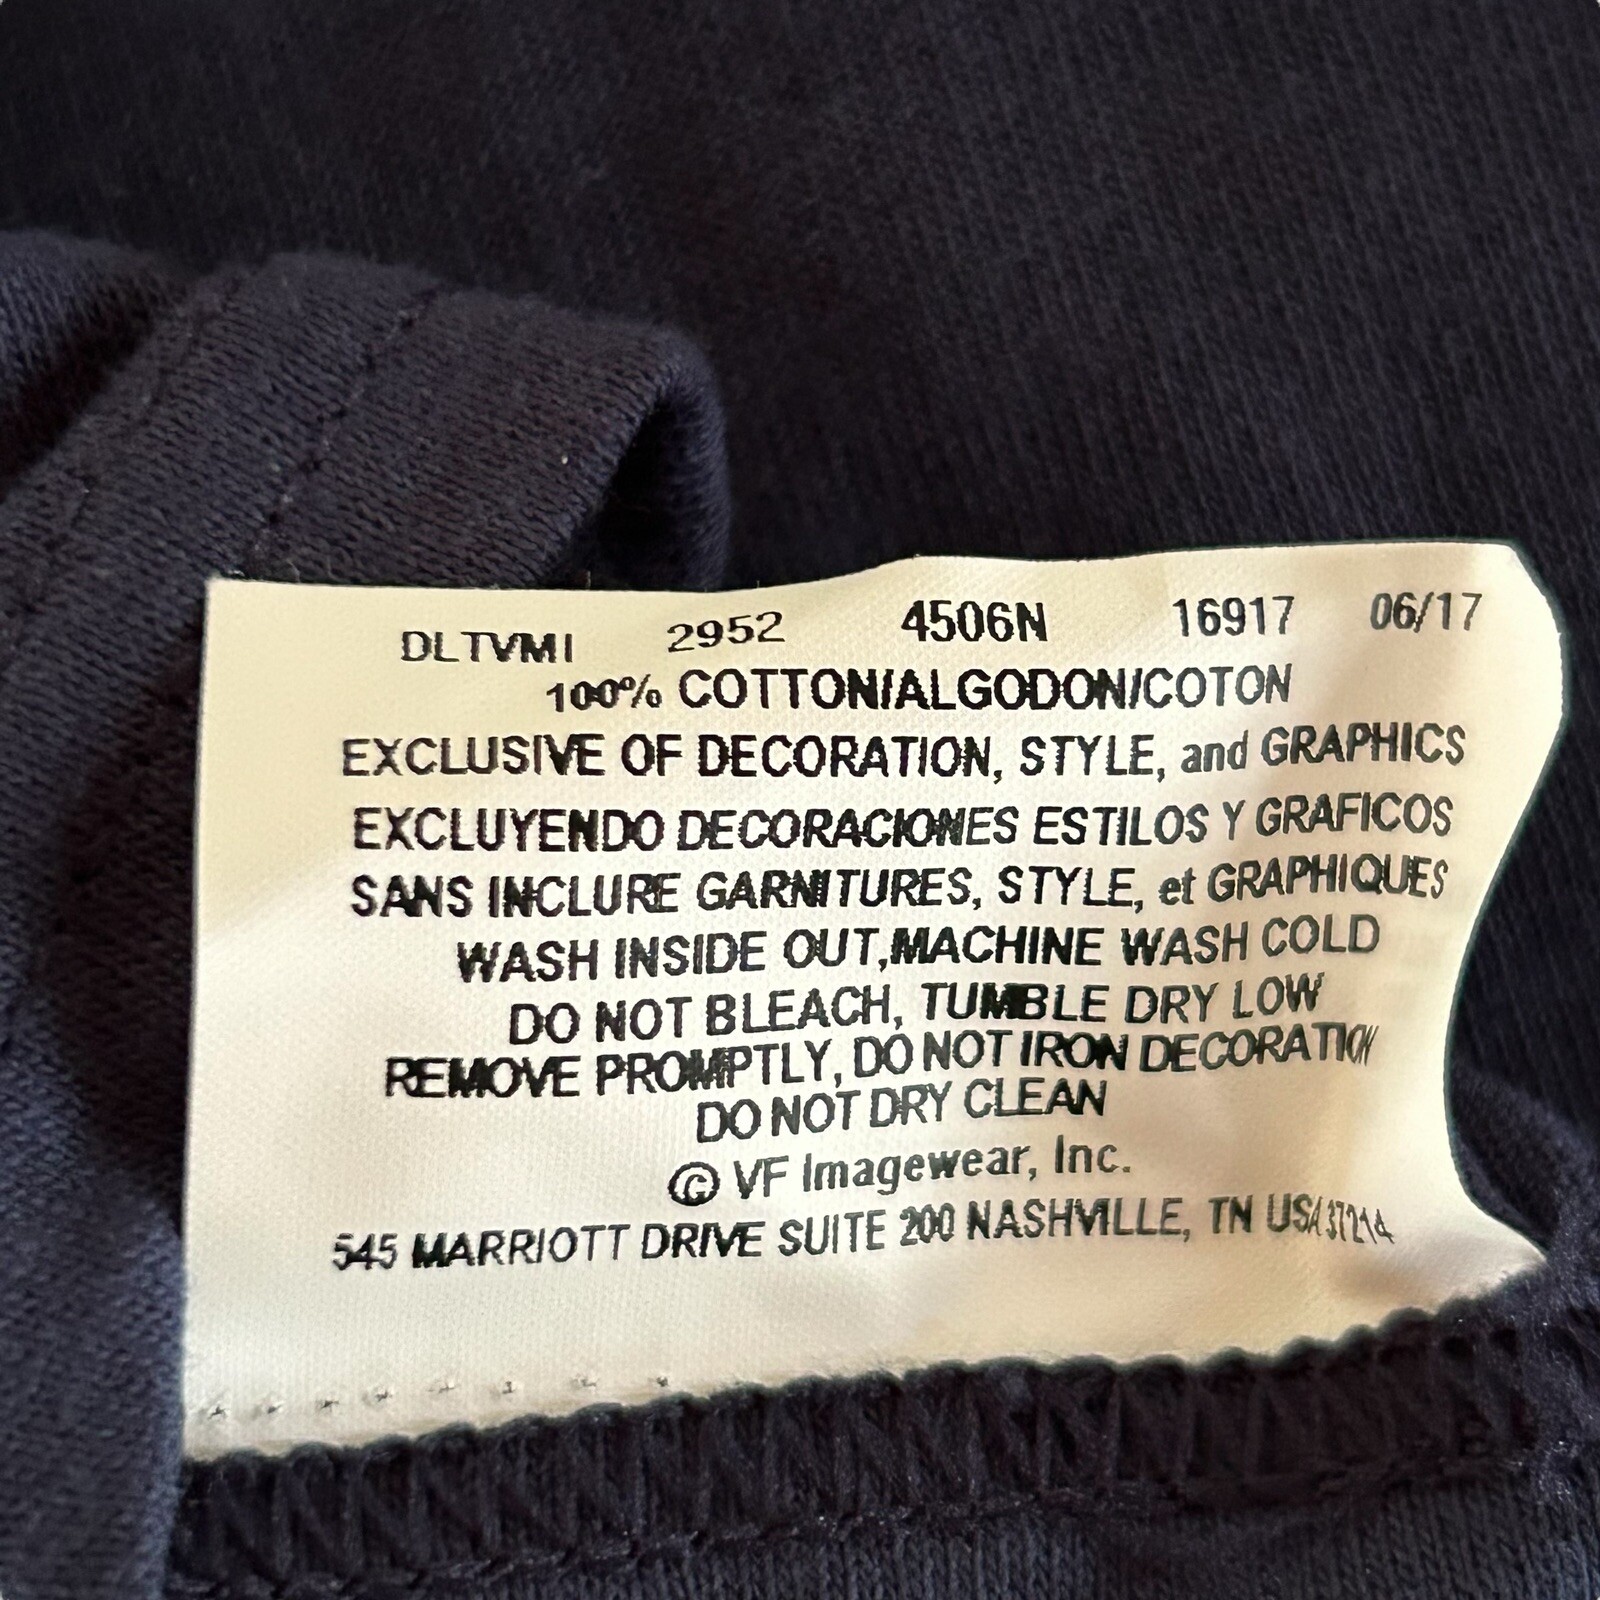 DLTVMI 2952 4506N 16917 06/17
100% COTTON/ALGODON/COTON
EXCLUSIVE OF DECORATION, STYLE, and GRAPHICS
EXCLUYENDO DECORACIONES ESTILOS Y GRAFICOS
SANS INCLURE GARNITURES, STYLE, et GRAPHIQUES
WASH INSIDE OUT,MACHINE WASH COLD
DO NOT BLEACH, TUMBLE DRY LOW
REMOVE PROMPTLY, DO NOT IRON DECORATION
DO NOT DRY CLEAN
© VF Imagewear, Inc.
545 MARRIOTT DRIVE SUITE 200 NASHVILLE, TN USA 37214